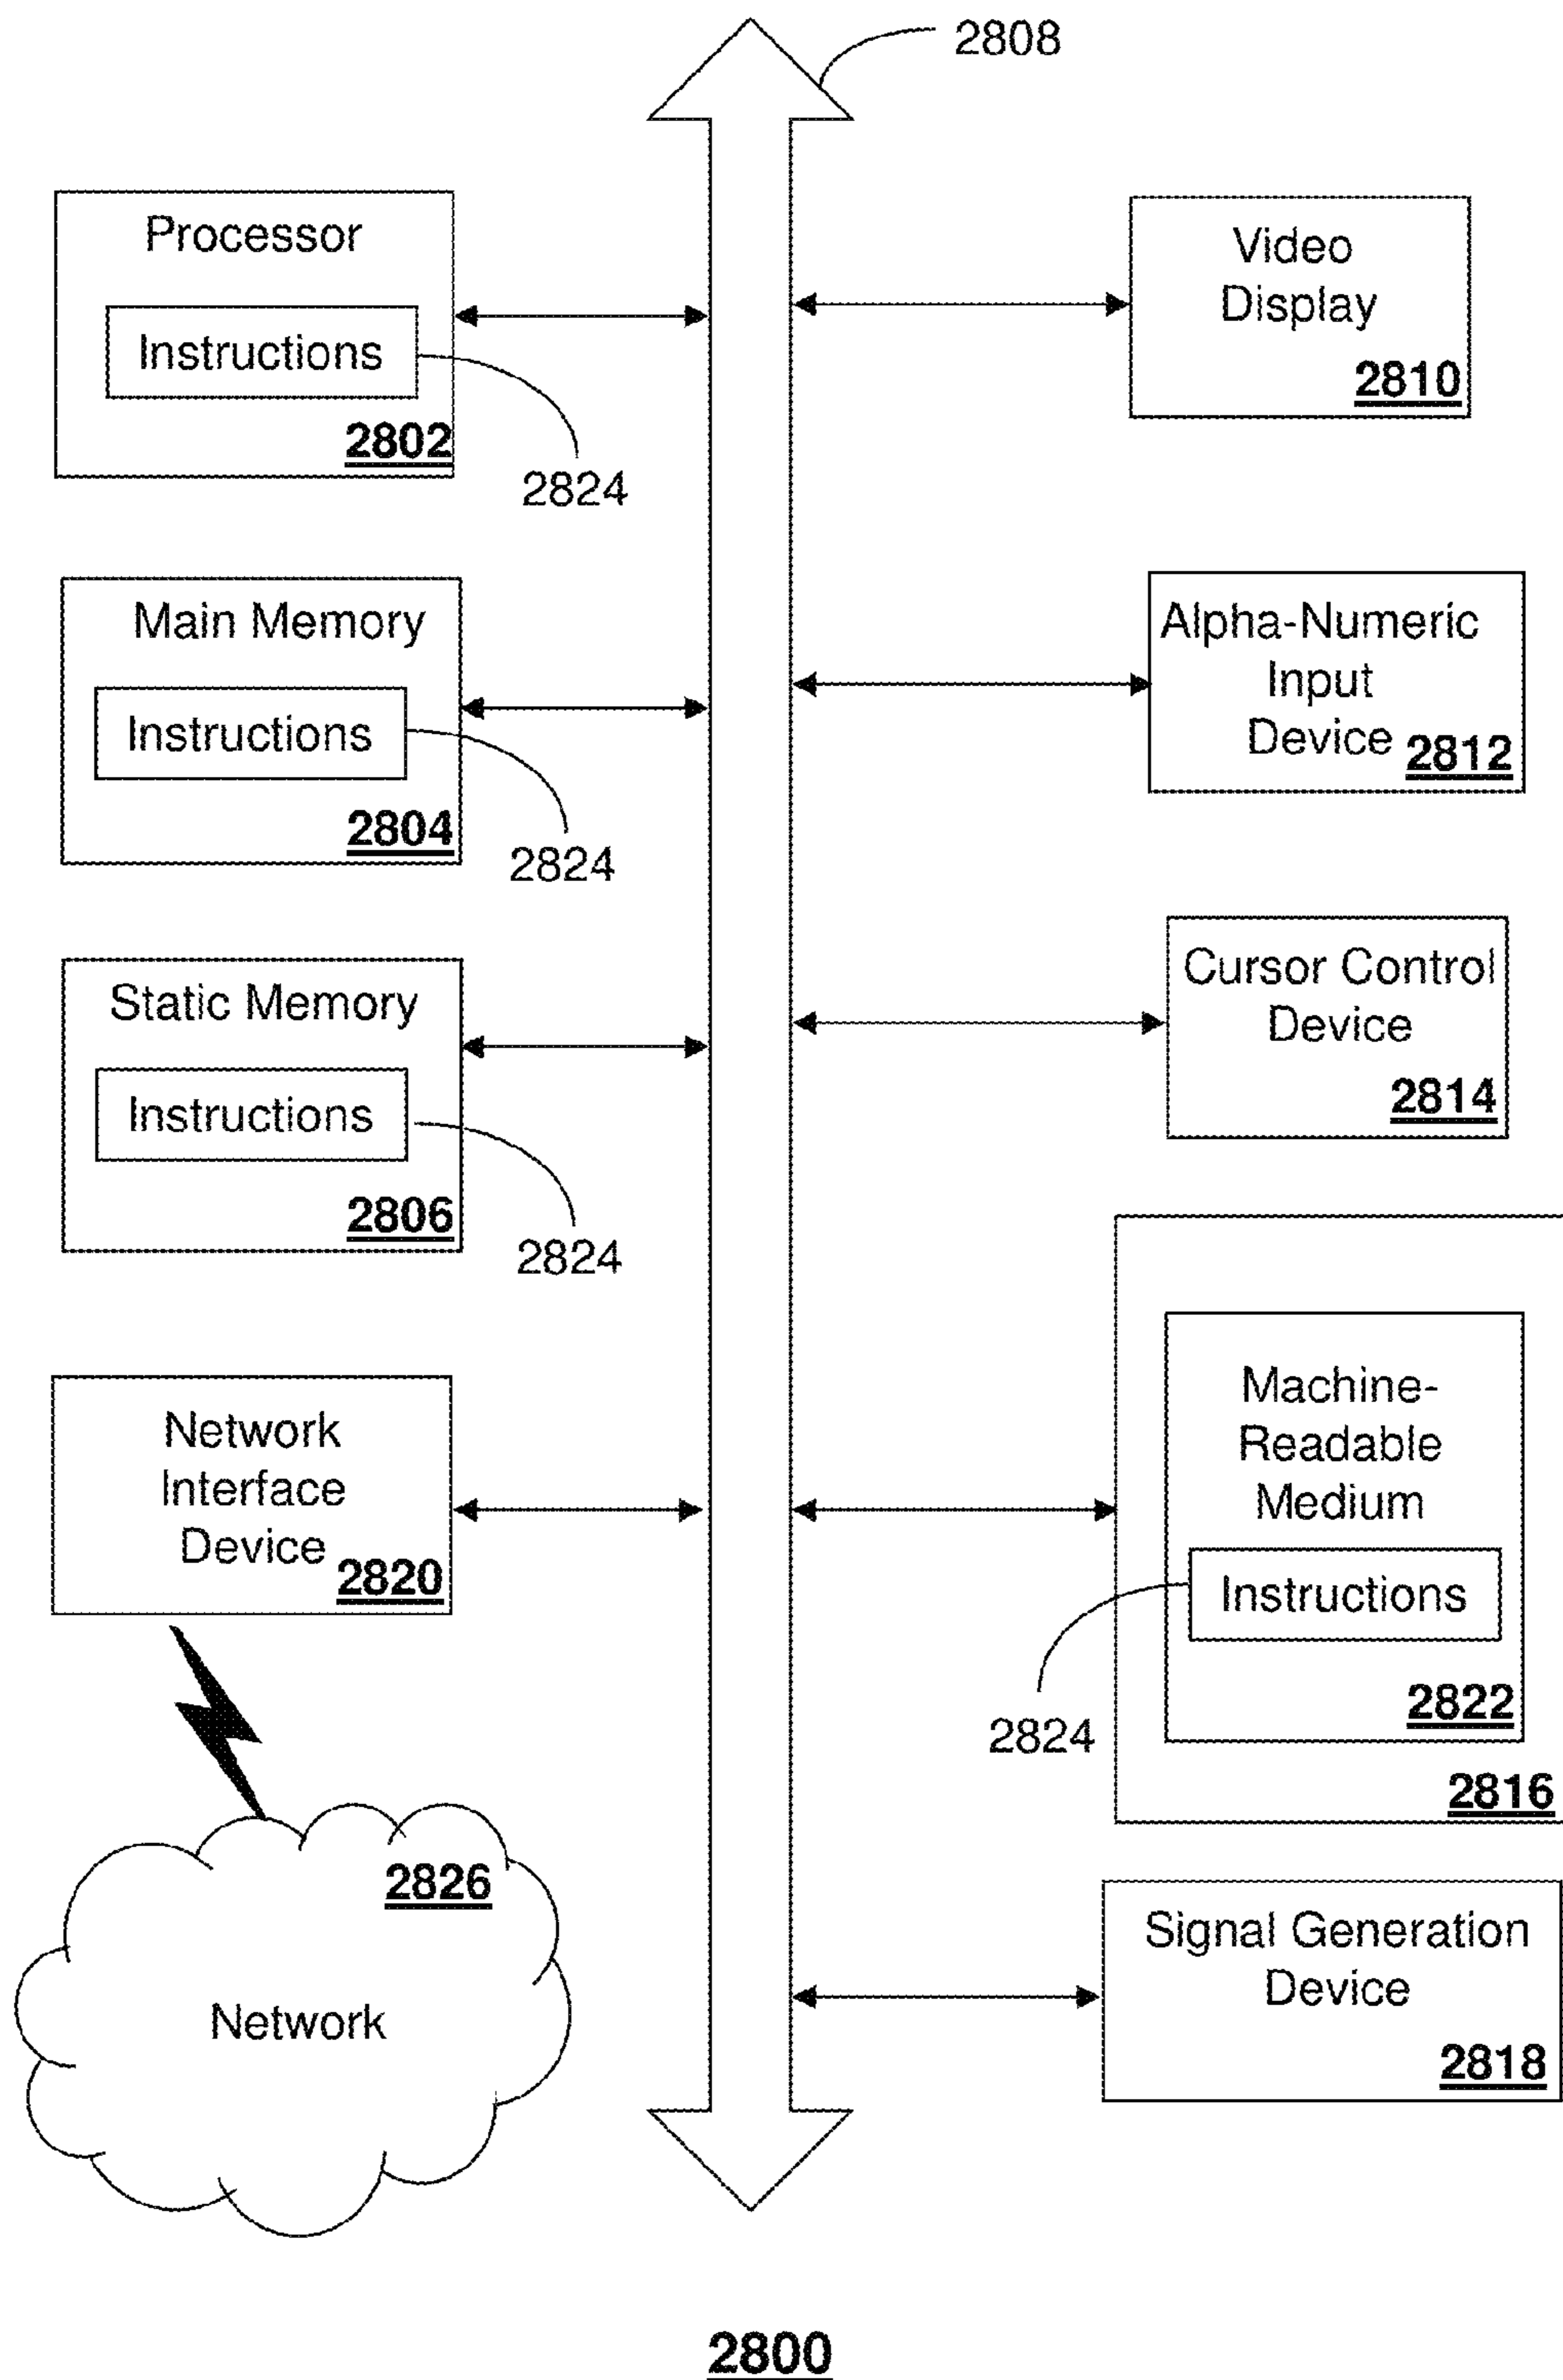 2808
Processor
Instructions
2802
2824
Main Memory
Instructions
2804
2824
Static Memory
Instructions
2806
2824
Network
Interface
Device
2820
2826
Network
Video
Display
2810
Alpha-Numeric
Input
Device
2812
Cursor Control
Device
2814
Machine-
Readable
Medium
Instructions
2822
2824
2816
Signal Generation
Device
2818
2800